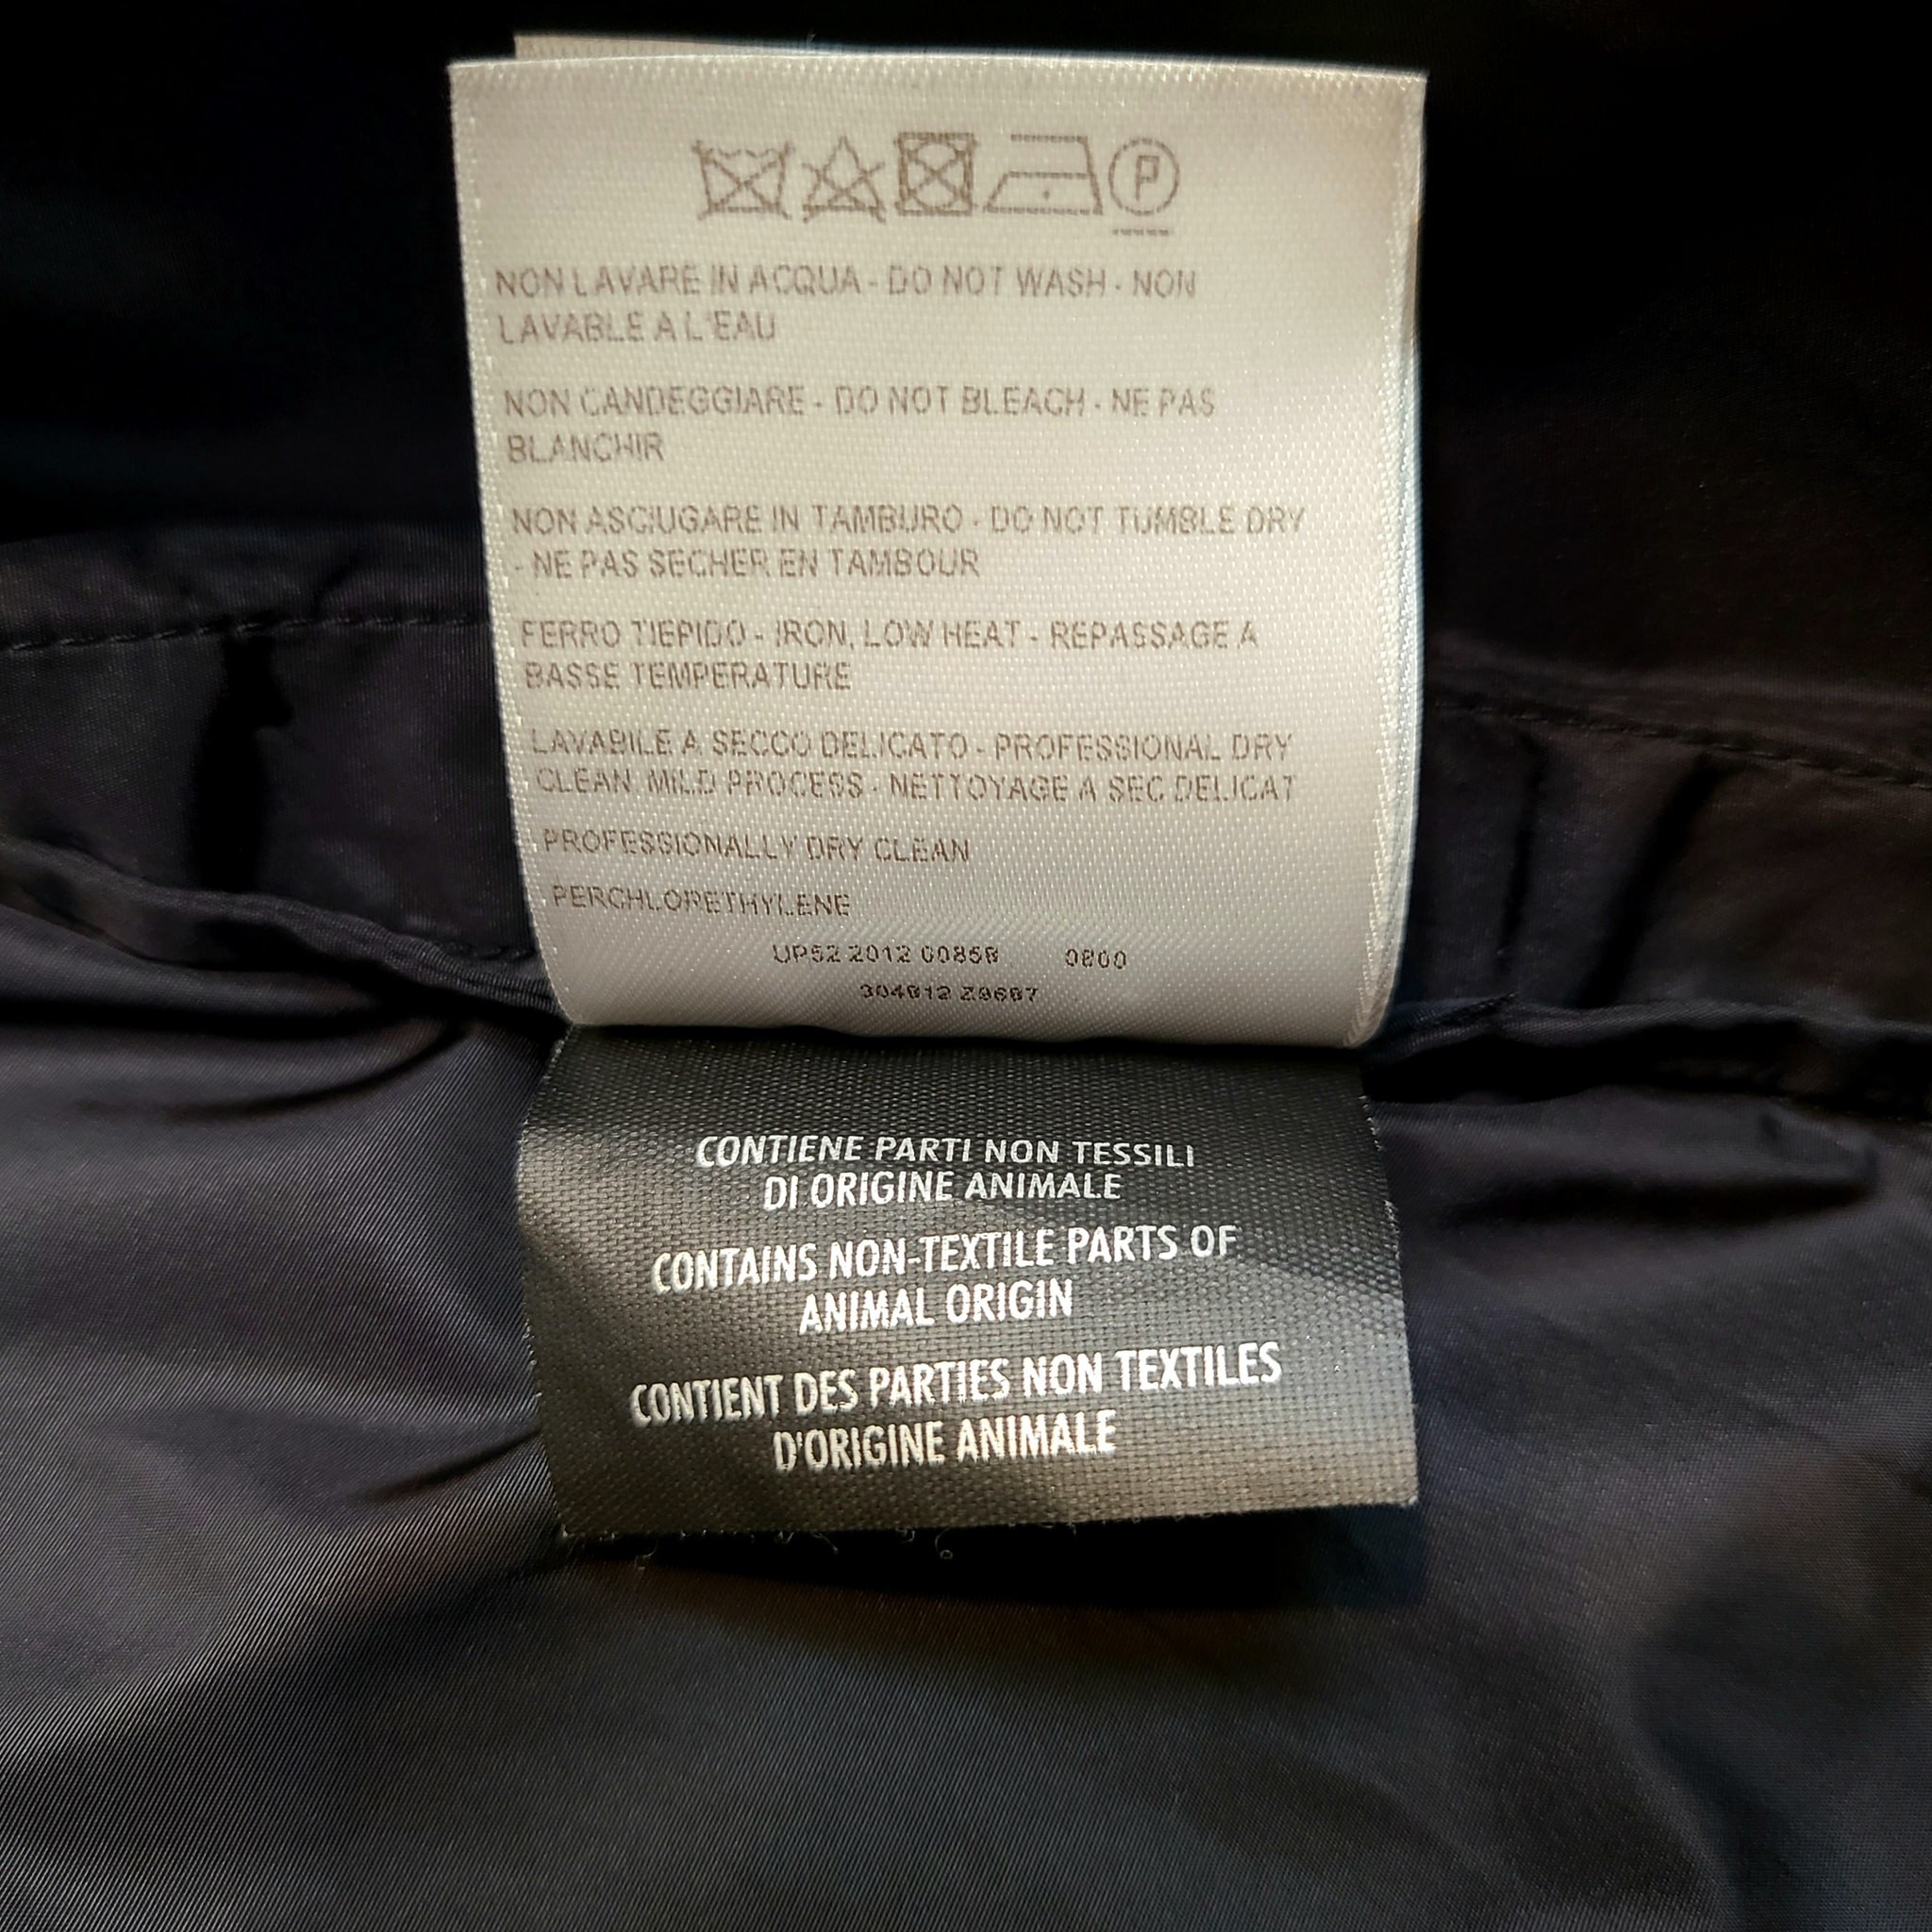 P
NON LAVARE IN ACQUA - DO NOT WASH - NON
LAVABLE A L'EAU
NON CANDEGGIARE - DO NOT BLEACH - NE PAS
BLANCHIR
NON ASCIUGARE IN TAMBURO - DO NOT TUMBLE DRY
- NE PAS SECHER EN TAMBOUR
FERRO TIEPIDO - IRON, LOW HEAT - REPASSAGE A
BASSE TEMPERATURE
LAVABILE A SECCO DELICATO - PROFESSIONAL DRY
CLEAN MILD PROCESS - NETTOYAGE A SEC DELICAT
PROFESSIONALLY DRY CLEAN
PERCHLORETHYLENE
UP52 2012
CONTIENE PARTI NON TESSILI
DI ORIGINE ANIMALE
CONTAINS NON-TEXTILE PARTS OF
ANIMAL ORIGIN
CONTIENT DES PARTIES NON TEXTILES
D'ORIGINE ANIMALE